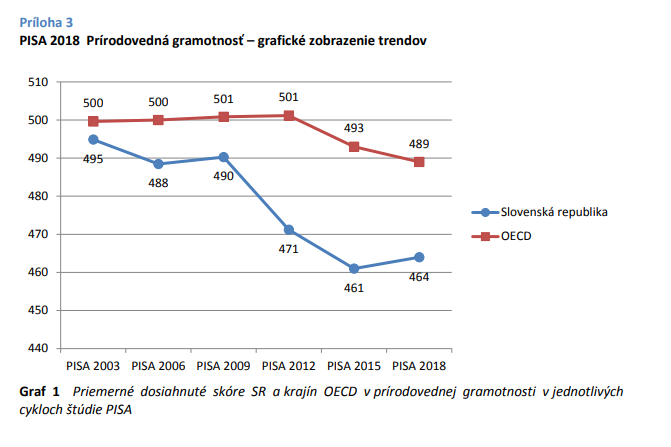 Príloha 3
PISA 2018  Prírodovedná gramotnosť – grafické zobrazenie trendov
510
500
490
480
470
460
450
440
500
500
501
501
493
489
495
488
490
471
461
464
PISA 2003 PISA 2006 PISA 2009 PISA 2012 PISA 2015 PISA 2018
Slovenská republika
OECD
Graf 1  Priemerné dosiahnuté skóre SR a krajín OECD v prírodovednej gramotnosti v jednotlivých
cykloch štúdie PISA